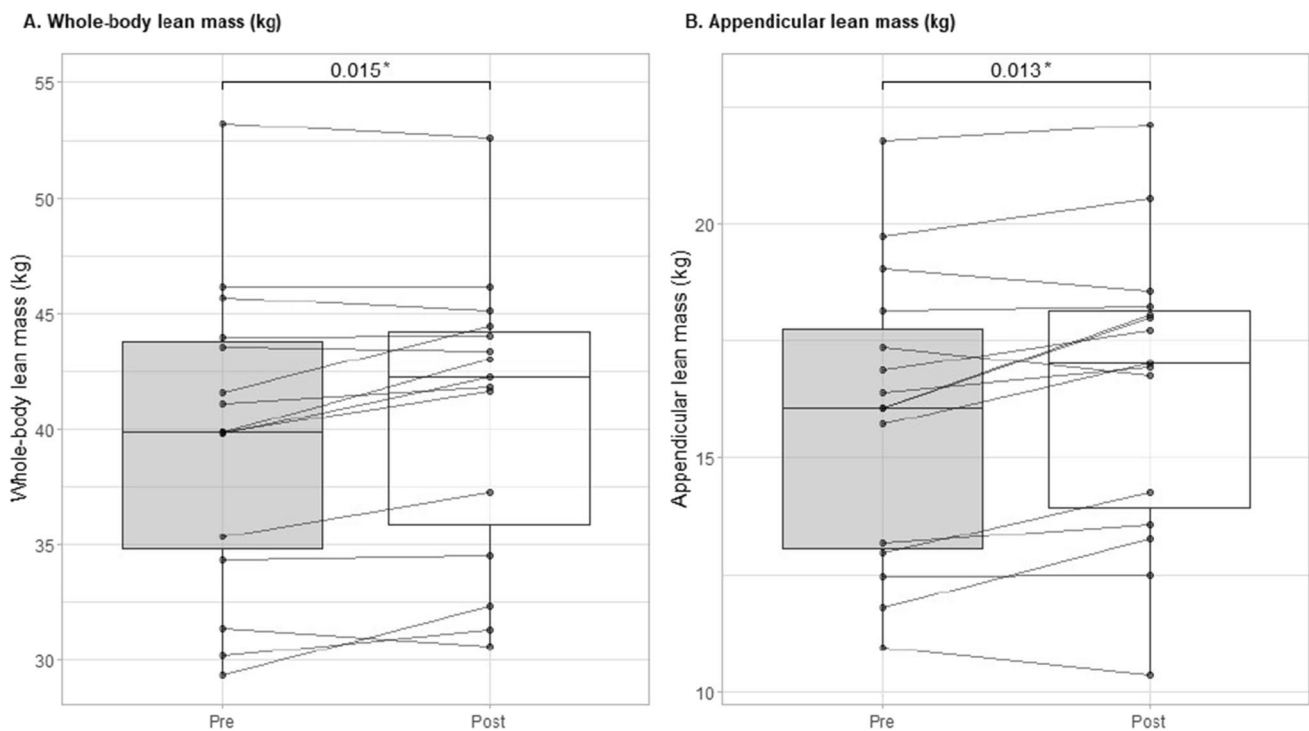 A. Whole-body lean mass (kg)
0.015*
55
50
45
40
35
30
Whole-body lean mass (kg)
Pre Post
B. Appendicular lean mass (kg)
0.013*
20
15
10
Appendicular lean mass (kg)
Pre Post